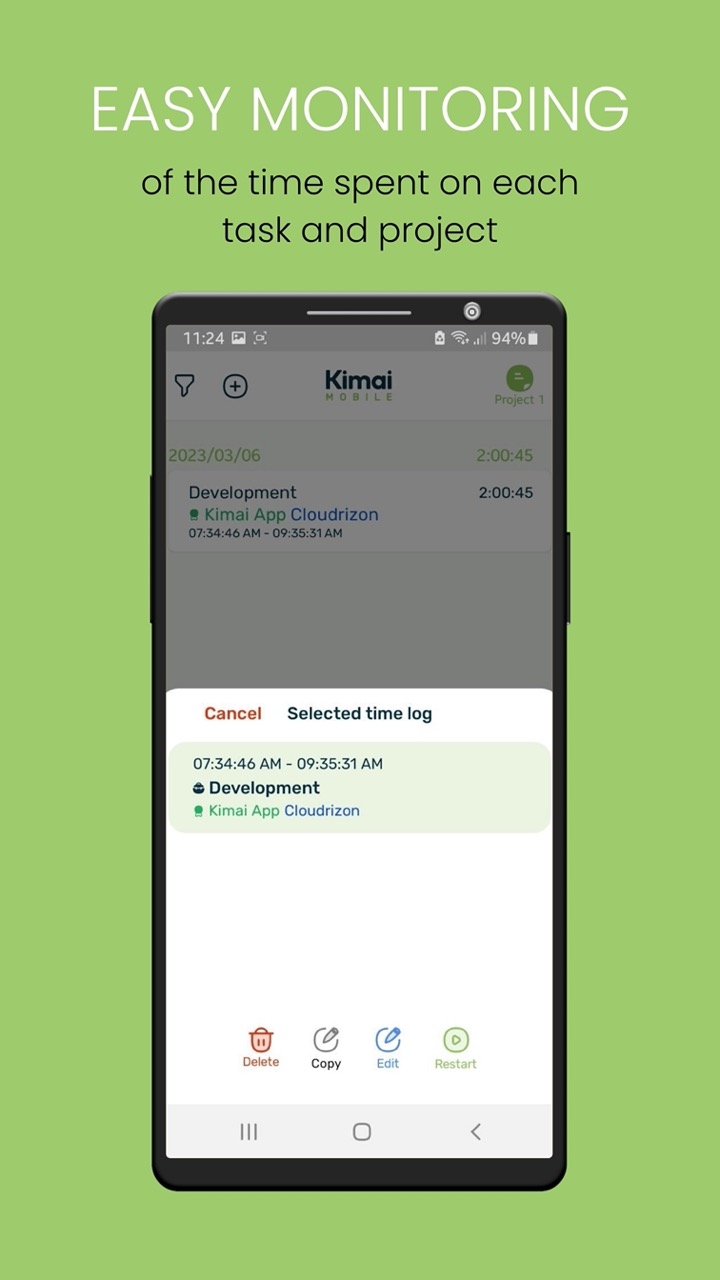 EASY MONITORING
of the time spent on each
task and project
11:24 94%
Kimai
MOBILE
Project 1
2023/03/06 2:00:45
Development 2:00:45
Kimai App Cloudrizon
07:34:46 AM - 09:35:31 AM
Cancel Selected time log
07:34:46 AM - 09:35:31 AM
Development
Kimai App Cloudrizon
Delete Copy Edit Restart